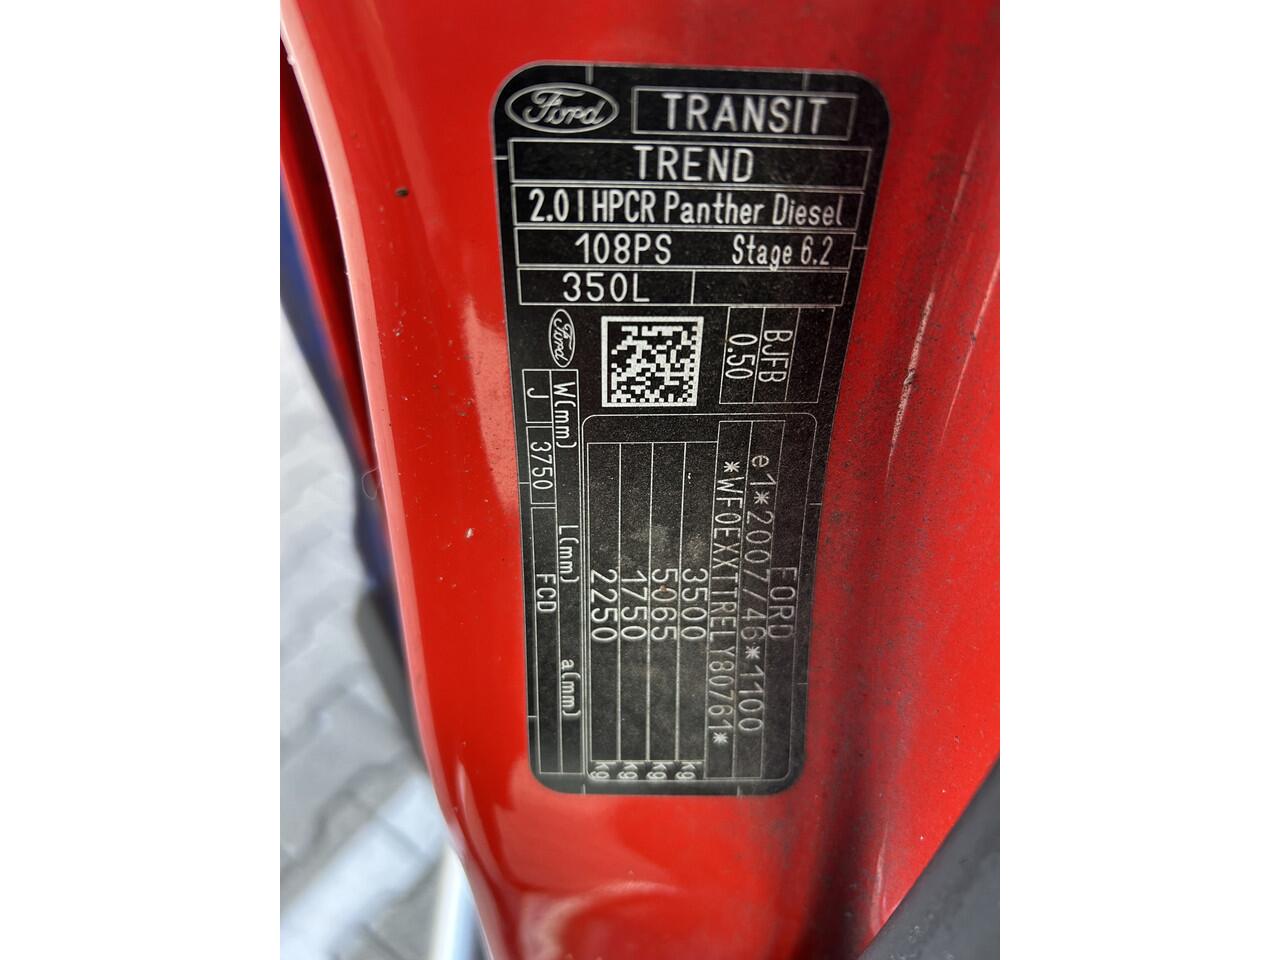 Ford TRANSIT
TREND
2.0l HPCR Panther Diesel
108PS Stage 6.2
350L
Ford
BJFB
0.50
FORD
e1*2007/46*1100
*WF0EXXTTRELY80761*
3500 kg
5065 kg
1750 kg
2250 kg
W(mm) L(mm) a(mm)
J 3750 FCD